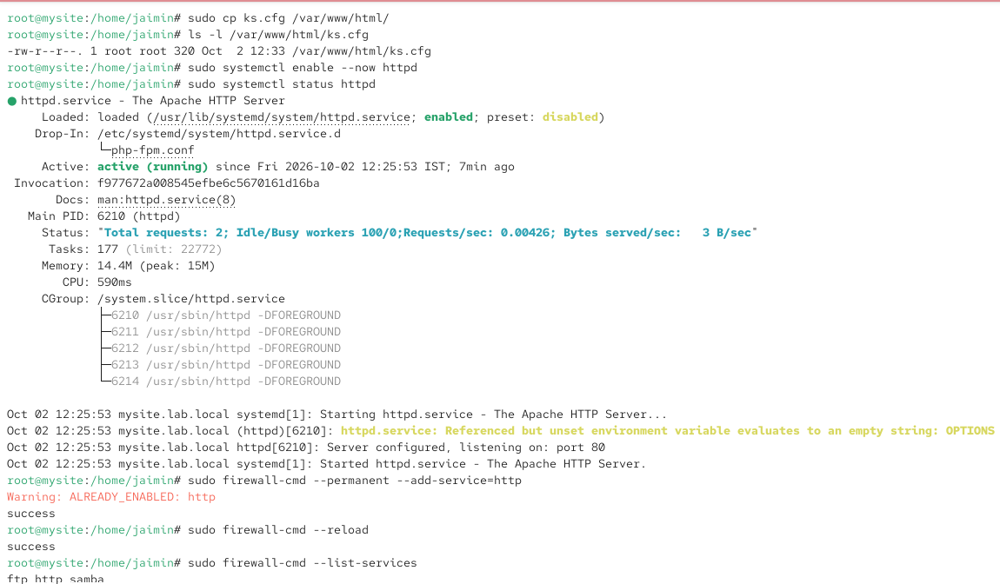 root@mysite:/home/jaimin# sudo cp ks.cfg /var/www/html/
root@mysite:/home/jaimin# ls -l /var/www/html/ks.cfg
-rw-r--r--. 1 root root 320 Oct  2 12:33 /var/www/html/ks.cfg
root@mysite:/home/jaimin# sudo systemctl enable --now httpd
root@mysite:/home/jaimin# sudo systemctl status httpd
● httpd.service - The Apache HTTP Server
     Loaded: loaded (/usr/lib/systemd/system/httpd.service; enabled; preset: disabled)
    Drop-In: /etc/systemd/system/httpd.service.d
             └─php-fpm.conf
     Active: active (running) since Fri 2026-10-02 12:25:53 IST; 7min ago
 Invocation: f977672a008545efbe6c5670161d16ba
       Docs: man:httpd.service(8)
   Main PID: 6210 (httpd)
     Status: "Total requests: 2; Idle/Busy workers 100/0;Requests/sec: 0.00426; Bytes served/sec:   3 B/sec"
      Tasks: 177 (limit: 22772)
     Memory: 14.4M (peak: 15M)
        CPU: 590ms
     CGroup: /system.slice/httpd.service
             ├─6210 /usr/sbin/httpd -DFOREGROUND
             ├─6211 /usr/sbin/httpd -DFOREGROUND
             ├─6212 /usr/sbin/httpd -DFOREGROUND
             ├─6213 /usr/sbin/httpd -DFOREGROUND
             └─6214 /usr/sbin/httpd -DFOREGROUND
Oct 02 12:25:53 mysite.lab.local systemd[1]: Starting httpd.service - The Apache HTTP Server...
Oct 02 12:25:53 mysite.lab.local (httpd)[6210]: httpd.service: Referenced but unset environment variable evaluates to an empty string: OPTIONS
Oct 02 12:25:53 mysite.lab.local httpd[6210]: Server configured, listening on: port 80
Oct 02 12:25:53 mysite.lab.local systemd[1]: Started httpd.service - The Apache HTTP Server.
root@mysite:/home/jaimin# sudo firewall-cmd --permanent --add-service=http
Warning: ALREADY_ENABLED: http
success
root@mysite:/home/jaimin# sudo firewall-cmd --reload
success
root@mysite:/home/jaimin# sudo firewall-cmd --list-services
ftp http samba